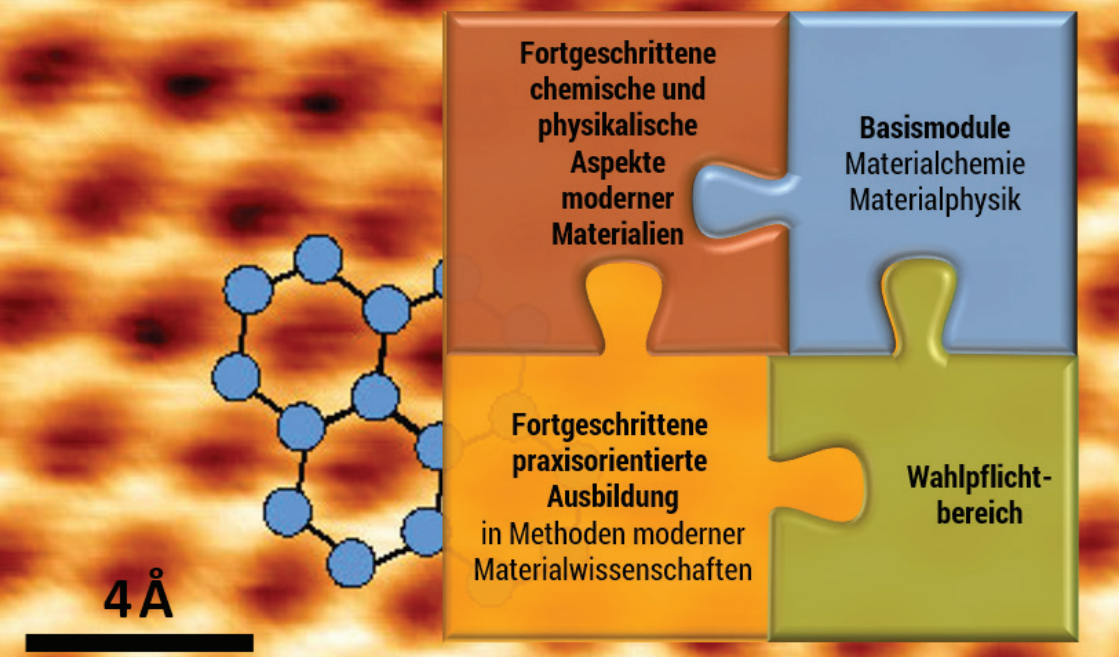 Fortgeschrittene
chemische und
physikalische
Aspekte
moderner
Materialien
Basismodule
Materialchemie
Materialphysik
Fortgeschrittene
praxisorientierte
Ausbildung
in Methoden moderner
Materialwissenschaften
Wahlpflicht-
bereich
4 Å